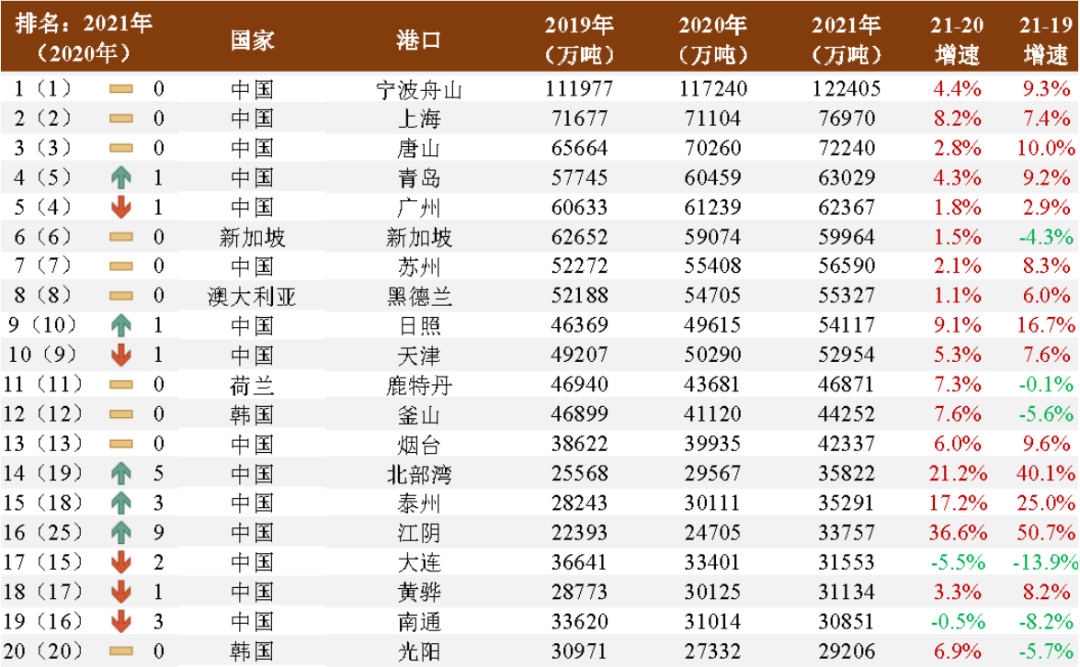 排名：2021年（2020年） 国家 港口 2019年（万吨） 2020年（万吨） 2021年（万吨） 21-20增速 21-19增速
1（1） 0 中国 宁波舟山 111977 117240 122405 4.4% 9.3%
2（2） 0 中国 上海 71677 71104 76970 8.2% 7.4%
3（3） 0 中国 唐山 65664 70260 72240 2.8% 10.0%
4（5） 1 中国 青岛 57745 60459 63029 4.3% 9.2%
5（4） 1 中国 广州 60633 61239 62367 1.8% 2.9%
6（6） 0 新加坡 新加坡 62652 59074 59964 1.5% -4.3%
7（7） 0 中国 苏州 52272 55408 56590 2.1% 8.3%
8（8） 0 澳大利亚 黑德兰 52188 54705 55327 1.1% 6.0%
9（10） 1 中国 日照 46369 49615 54117 9.1% 16.7%
10（9） 1 中国 天津 49207 50290 52954 5.3% 7.6%
11（11） 0 荷兰 鹿特丹 46940 43681 46871 7.3% -0.1%
12（12） 0 韩国 釜山 46899 41120 44252 7.6% -5.6%
13（13） 0 中国 烟台 38622 39935 42337 6.0% 9.6%
14（19） 5 中国 北部湾 25568 29567 35822 21.2% 40.1%
15（18） 3 中国 泰州 28243 30111 35291 17.2% 25.0%
16（25） 9 中国 江阴 22393 24705 33757 36.6% 50.7%
17（15） 2 中国 大连 36641 33401 31553 -5.5% -13.9%
18（17） 1 中国 黄骅 28773 30125 31134 3.3% 8.2%
19（16） 3 中国 南通 33620 31014 30851 -0.5% -8.2%
20（20） 0 韩国 光阳 30971 27332 29206 6.9% -5.7%